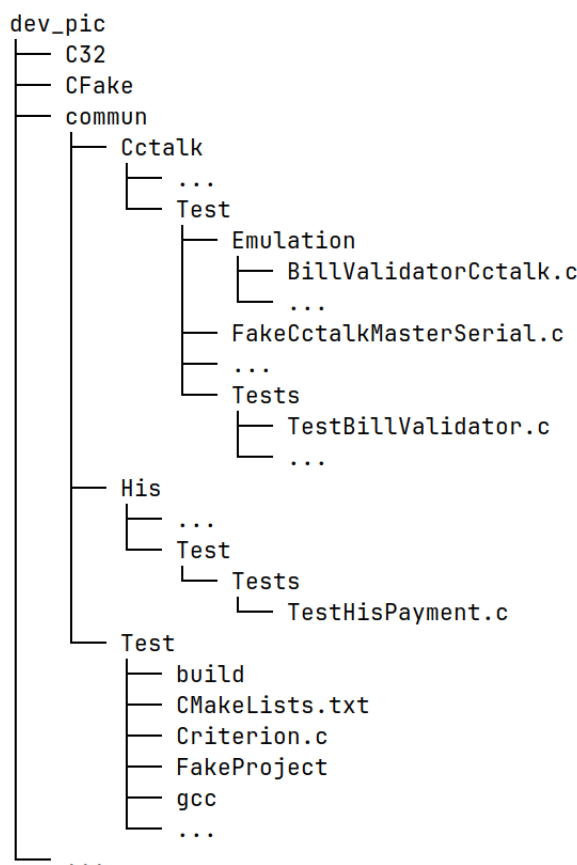 dev_pic
C32
CFake
commun
Cctalk
...
Test
Emulation
BillValidatorCctalk.c
...
FakeCctalkMasterSerial.c
...
Tests
TestBillValidator.c
...
His
...
Test
Tests
TestHisPayment.c
Test
build
CMakeLists.txt
Criterion.c
FakeProject
gcc
...
...